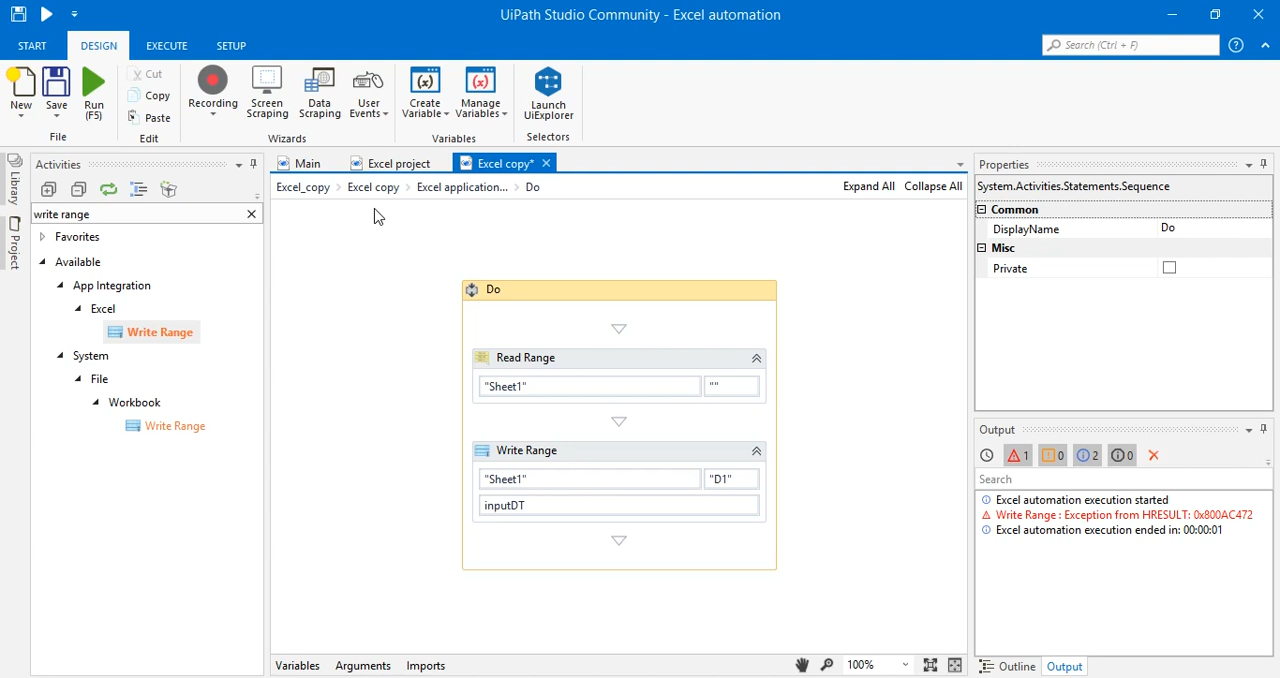 UiPath Studio Community - Excel automation
START DESIGN EXECUTE SETUP
Search (Ctrl + F)
New
Save
Run
(F5)
Cut
Copy
Paste
Recording
Screen
Scraping
Data
Scraping
User
Events
Create
Variable
Manage
Variables
Launch
UiExplorer
File Edit Wizards Variables Selectors
Library
Project
Activities
write range
Favorites
Available
App Integration
Excel
Write Range
System
File
Workbook
Write Range
Main Excel project Excel copy*
Excel_copy > Excel copy > Excel application... > Do
Expand All Collapse All
Do
Read Range
"Sheet1" ""
Write Range
"Sheet1" "D1"
inputDT
Variables Arguments Imports
100%
Properties
System.Activities.Statements.Sequence
Common
DisplayName Do
Misc
Private
Output
1 0 2 0
Search
Excel automation execution started
Write Range : Exception from HRESULT: 0x800AC472
Excel automation execution ended in: 00:00:01
Outline Output